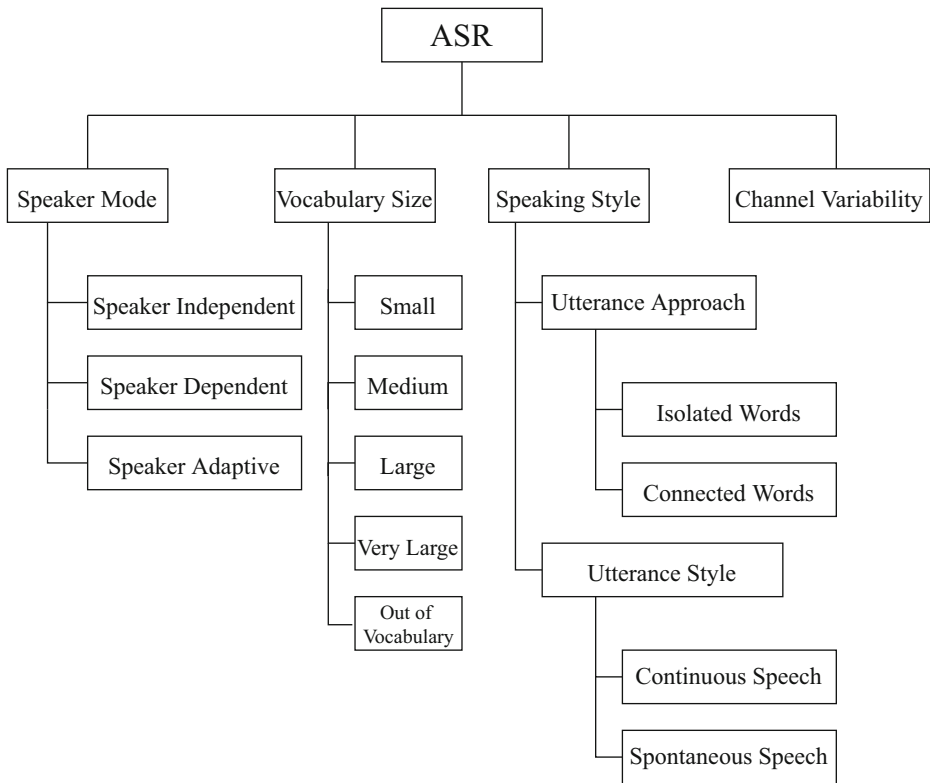 ASR
Speaker Mode
Vocabulary Size
Speaking Style
Channel Variability
Speaker Independent
Speaker Dependent
Speaker Adaptive
Small
Medium
Large
Very Large
Out of
Vocabulary
Utterance Approach
Isolated Words
Connected Words
Utterance Style
Continuous Speech
Spontaneous Speech